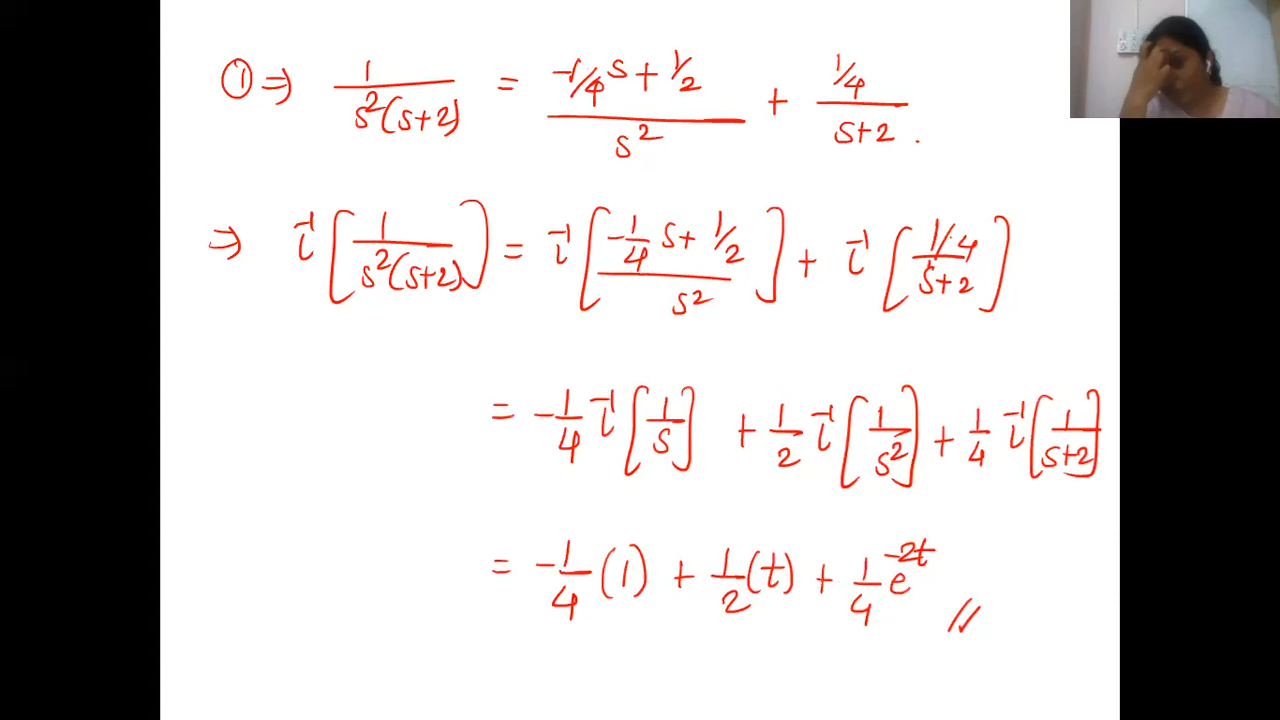 ① ⇒ 1/(s²(s+2)) = (-1/4 s + 1/2)/s² + (1/4)/(s+2) .
⇒ L⁻¹[1/(s²(s+2))] = L⁻¹[(-1/4 s + 1/2)/s²] + L⁻¹[(1/4)/(s+2)]
= -1/4 L⁻¹[1/s] + 1/2 L⁻¹[1/s²] + 1/4 L⁻¹[1/(s+2)]
= -1/4 (1) + 1/2 (t) + 1/4 e^(-2t) //